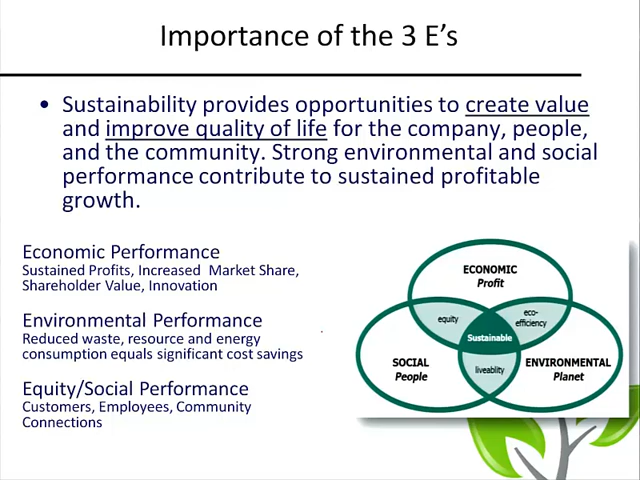 Importance of the 3 E's
• Sustainability provides opportunities to create value
and improve quality of life for the company, people,
and the community. Strong environmental and social
performance contribute to sustained profitable
growth.
Economic Performance
Sustained Profits, Increased Market Share,
Shareholder Value, Innovation
Environmental Performance
Reduced waste, resource and energy
consumption equals significant cost savings
Equity/Social Performance
Customers, Employees, Community
Connections
ECONOMIC
Profit
equity
eco-
efficiency
Sustainable
SOCIAL
People
liveablity
ENVIRONMENTAL
Planet